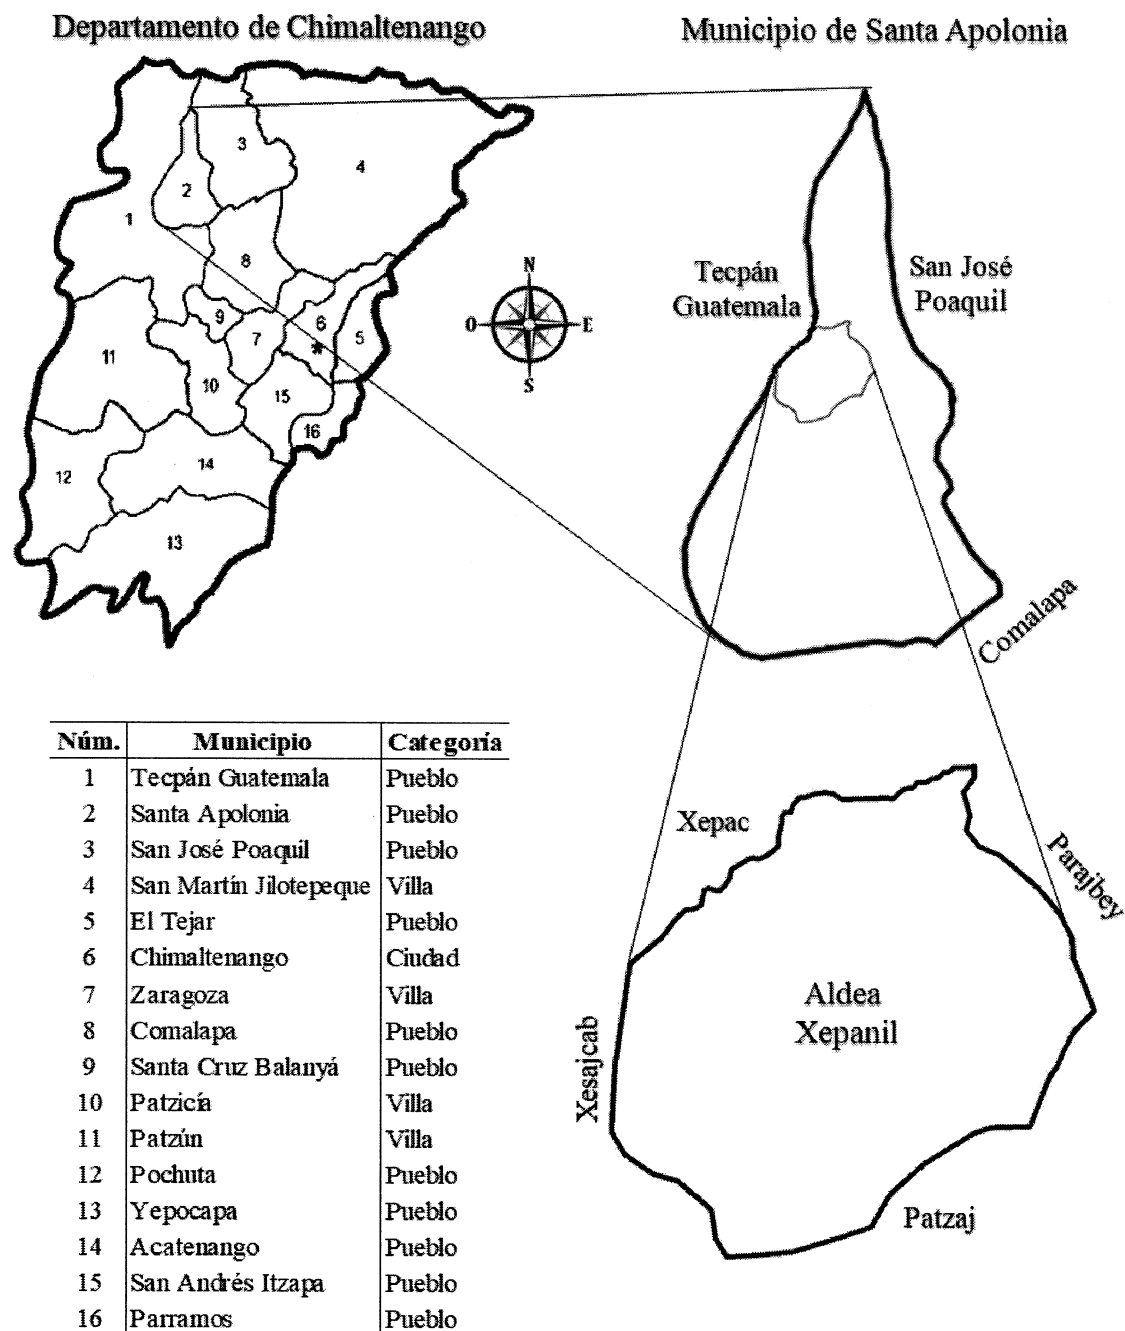 Departamento de Chimaltenango
Municipio de Santa Apolonia
1
2
3
4
5
6
*
7
8
9
10
11
12
13
14
15
16
N
O
E
S
Tecpán
Guatemala
San José
Poaquil
Comalapa
Núm. Municipio Categoría
1 Tecpán Guatemala Pueblo
2 Santa Apolonia Pueblo
3 San José Poaquil Pueblo
4 San Martín Jilotepeque Villa
5 El Tejar Pueblo
6 Chimaltenango Ciudad
7 Zaragoza Villa
8 Comalapa Pueblo
9 Santa Cruz Balanyá Pueblo
10 Patzicía Villa
11 Patzún Villa
12 Pochuta Pueblo
13 Yepocapa Pueblo
14 Acatenango Pueblo
15 San Andrés Itzapa Pueblo
16 Parramos Pueblo
Xepac
Parajbey
Aldea
Xepanil
Xesajcab
Patzaj